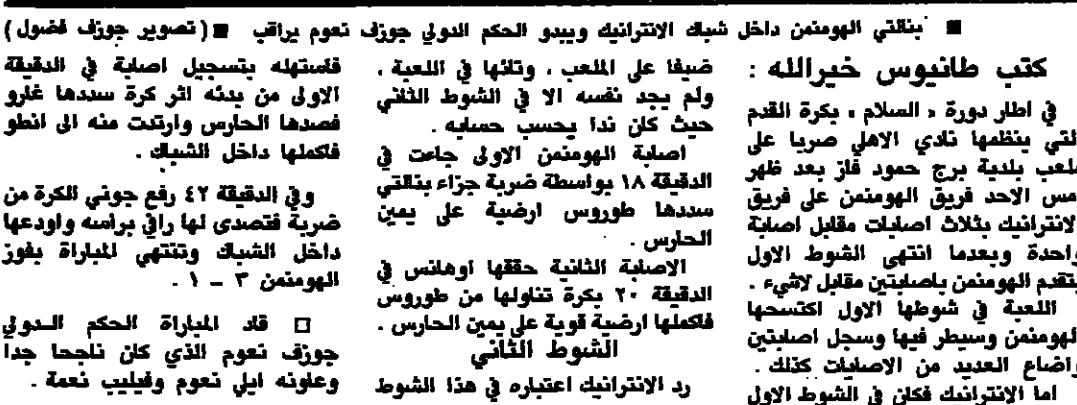 ■ بنالتي الهومنمن داخل شباك الانترانيك ويبدو الحكم الدولي جوزف نعوم يراقب ■ (تصوير جوزف فضول)
كتب طانيوس خيرالله :
في اطار دورة « السلام » بكرة القدم
التي ينظمها نادي الاهلي صربا على
ملعب بلدية برج حمود فاز بعد ظهر
امس الاحد فريق الهومنمن على فريق
الانترانيك بثلاث اصابات مقابل اصابة
واحدة وبعدما انتهى الشوط الاول
بتقدم الهومنمن باصابتين مقابل لاشيء .
اللعبة في شوطها الاول اكتسحها
الهومنمن وسيطر فيها وسجل اصابتين
واضاع العديد من الاصابات كذلك .
اما الانترانيك فكان في الشوط الاول
ضيفا على الملعب ، وتائها في اللعبة ،
ولم يجد نفسه الا في الشوط الثاني
حيث كان ندا يحسب حسابه .
اصابة الهومنمن الاولى جاءت في
الدقيقة ١٨ بواسطة ضربة جزاء بنالتي
سددها طوروس ارضية على يمين
الحارس .
الاصابة الثانية حققها اوهانس في
الدقيقة ٢٠ بكرة تناولها من طوروس
فاكملها ارضية قوية على يمين الحارس .
الشوط الثاني
رد الانترانيك اعتباره في هذا الشوط
فاستهله بتسجيل اصابة في الدقيقة
الاولى من بدئه اثر كرة سددها غارو
فصدها الحارس وارتدت منه الى انطو
فاكملها داخل الشباك .
وفي الدقيقة ٤٢ رفع جوني الكرة من
ضربة فتصدى لها رافي براسه واودعها
داخل الشباك وتنتهي المباراة بفوز
الهومنمن ٣ – ١ .
□ قاد المباراة الحكم الدولي
جوزف نعوم الذي كان ناجحا جدا
وعاونه ايلي نعوم وفيليب نعمة .